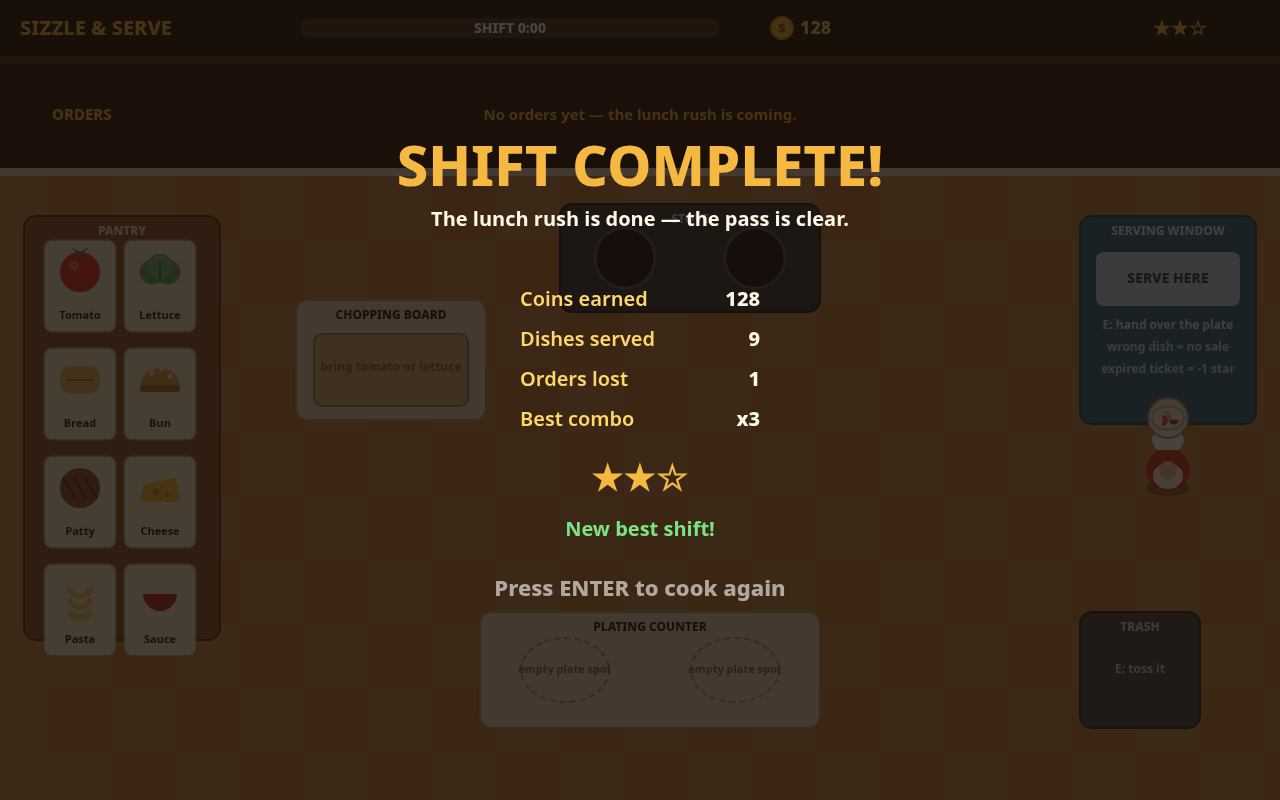 SIZZLE & SERVE
SHIFT 0:00
$ 128
★★☆
ORDERS
No orders yet — the lunch rush is coming.
SHIFT COMPLETE!
The lunch rush is done — the pass is clear.
PANTRY
Tomato
Lettuce
Bread
Bun
Patty
Cheese
Pasta
Sauce
CHOPPING BOARD
bring tomato or lettuce
Coins earned 128
Dishes served 9
Orders lost 1
Best combo x3
★★☆
New best shift!
Press ENTER to cook again
SERVING WINDOW
SERVE HERE
E: hand over the plate
wrong dish = no sale
expired ticket = -1 star
PLATING COUNTER
empty plate spot
empty plate spot
TRASH
E: toss it